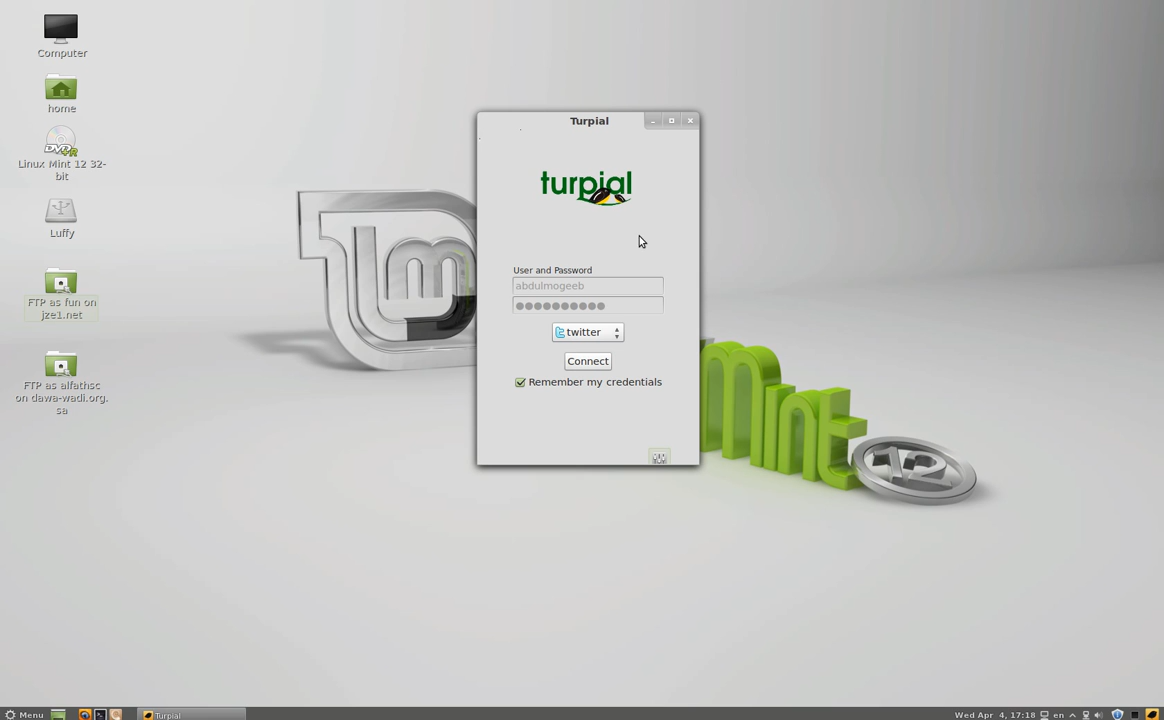 Computer
home
Linux Mint 12 32-
bit
Luffy
FTP as fun on
jze1.net
FTP as alfathsc
on dawa-wadi.org.
sa
Turpial
turpial
User and Password
abdulmogeeb
twitter
Connect
Remember my credentials
Mint
12
Menu
Turpial
Wed Apr 4, 17:18
en